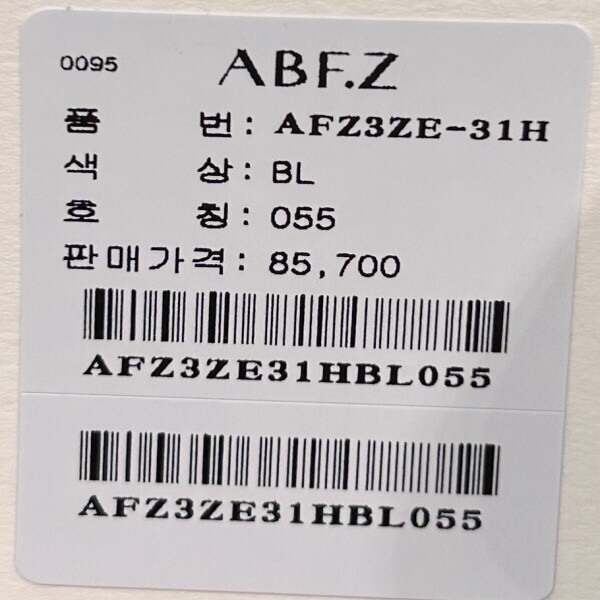 0095 ABF.Z
품 번: AFZ3ZE-31H
색 상: BL
호 칭: 055
판매가격: 85,700
AFZ3ZE31HBL055
AFZ3ZE31HBL055